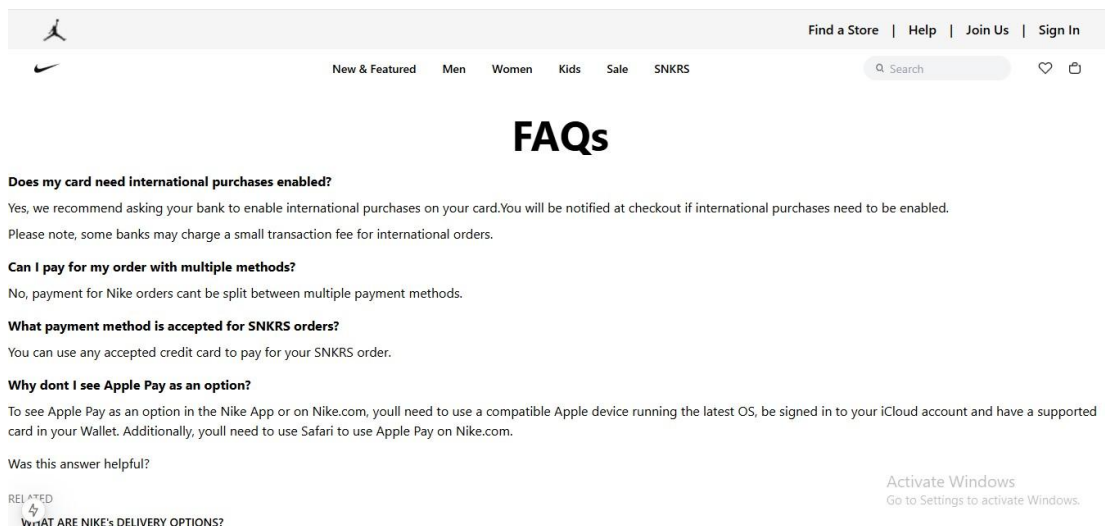 Find a Store | Help | Join Us | Sign In
New & Featured Men Women Kids Sale SNKRS
Search
FAQs
Does my card need international purchases enabled?
Yes, we recommend asking your bank to enable international purchases on your card.You will be notified at checkout if international purchases need to be enabled.
Please note, some banks may charge a small transaction fee for international orders.
Can I pay for my order with multiple methods?
No, payment for Nike orders cant be split between multiple payment methods.
What payment method is accepted for SNKRS orders?
You can use any accepted credit card to pay for your SNKRS order.
Why dont I see Apple Pay as an option?
To see Apple Pay as an option in the Nike App or on Nike.com, youll need to use a compatible Apple device running the latest OS, be signed in to your iCloud account and have a supported
card in your Wallet. Additionally, youll need to use Safari to use Apple Pay on Nike.com.
Was this answer helpful?
Activate Windows
Go to Settings to activate Windows.
RELATED
WHAT ARE NIKE's DELIVERY OPTIONS?